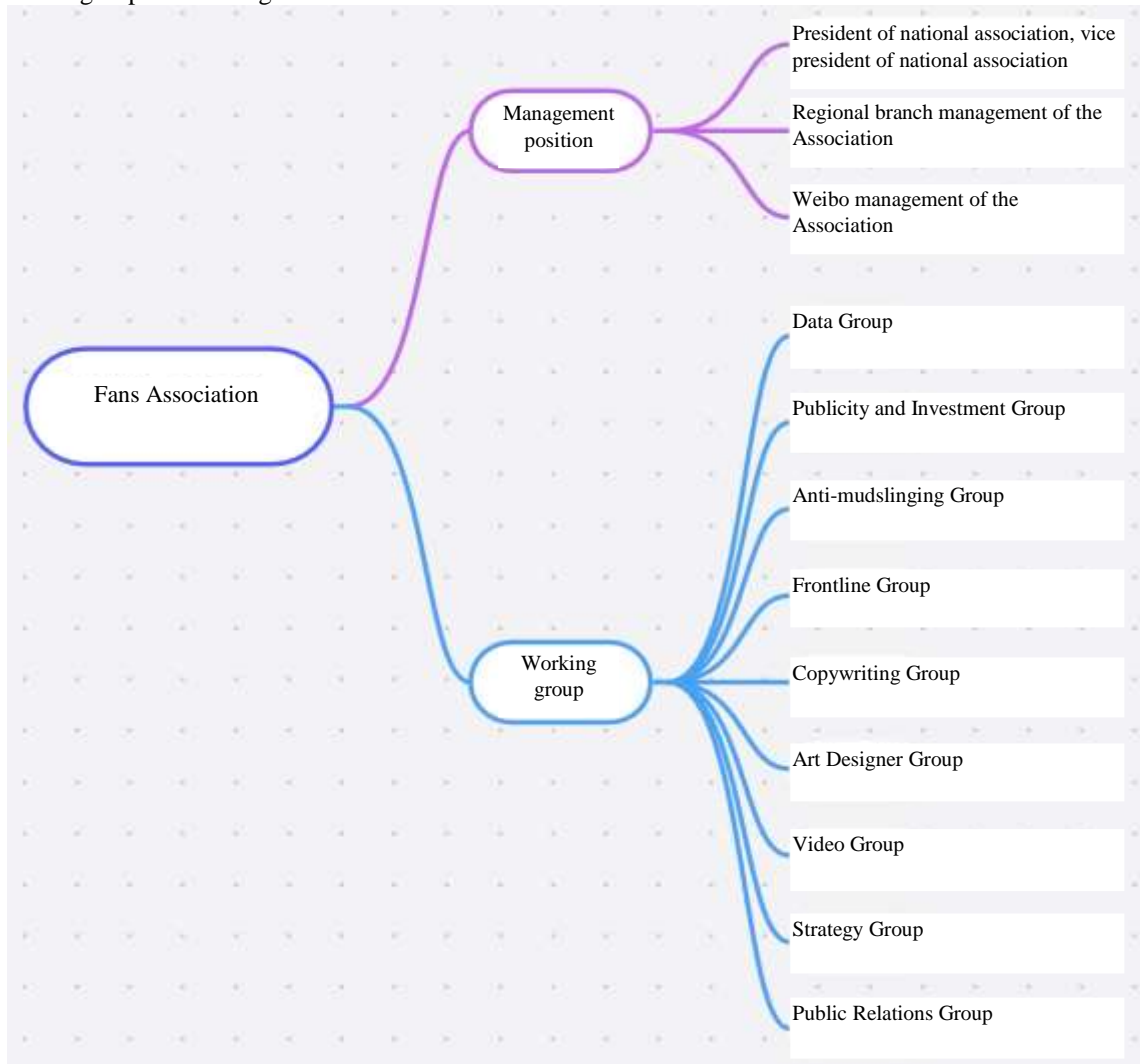 President of national association, vice
president of national association
Management
position
Regional branch management of the
Association
Weibo management of the
Association
Fans Association
Data Group
Publicity and Investment Group
Anti-mudslinging Group
Frontline Group
Working
group
Copywriting Group
Art Designer Group
Video Group
Strategy Group
Public Relations Group